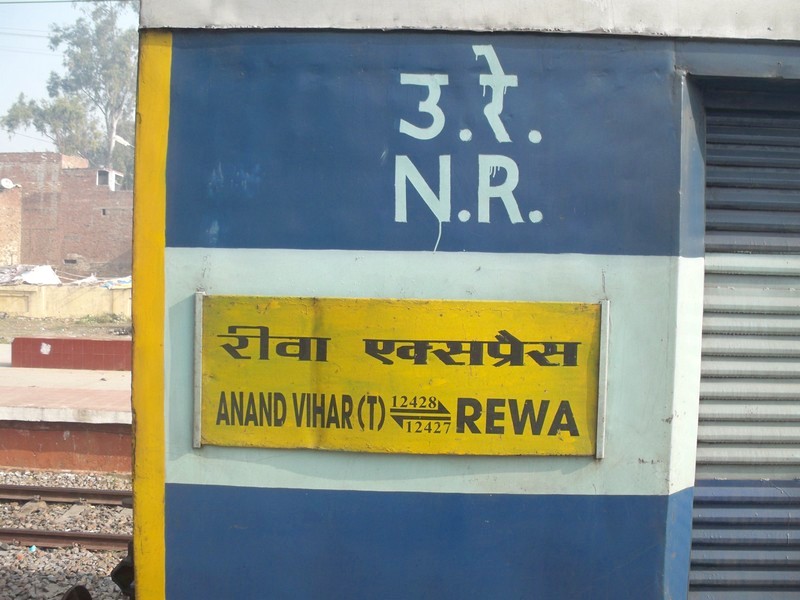 उ.रे.
N.R.
रीवा एक्सप्रैस
ANAND VIHAR (T) 12428 12427 REWA